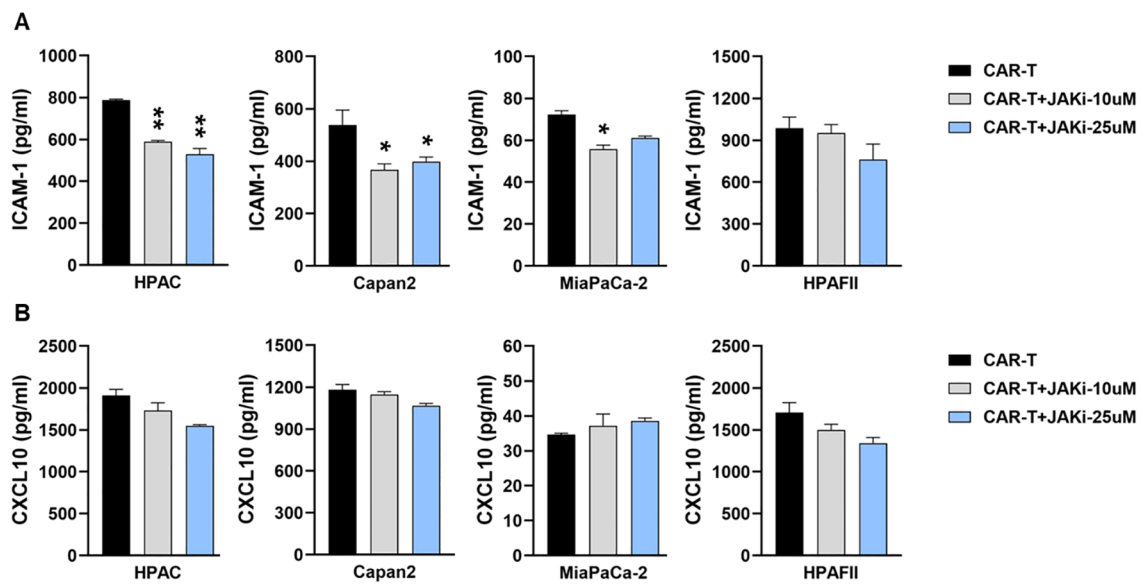 A
ICAM-1 (pg/ml)
1000
800
600
400
200
0
**
**
HPAC
ICAM-1 (pg/ml)
800
600
400
200
0
*
*
Capan2
ICAM-1 (pg/ml)
100
80
60
40
20
0
*
MiaPaCa-2
ICAM-1 (pg/ml)
1500
1200
900
600
300
0
HPAFII
CAR-T
CAR-T+JAKi-10uM
CAR-T+JAKi-25uM
B
CXCL10 (pg/ml)
2500
2000
1500
1000
500
0
HPAC
CXCL10 (pg/ml)
1500
1200
900
600
300
0
Capan2
CXCL10 (pg/ml)
60
50
40
30
20
10
0
MiaPaCa-2
CXCL10 (pg/ml)
2500
2000
1500
1000
500
0
HPAFII
CAR-T
CAR-T+JAKi-10uM
CAR-T+JAKi-25uM